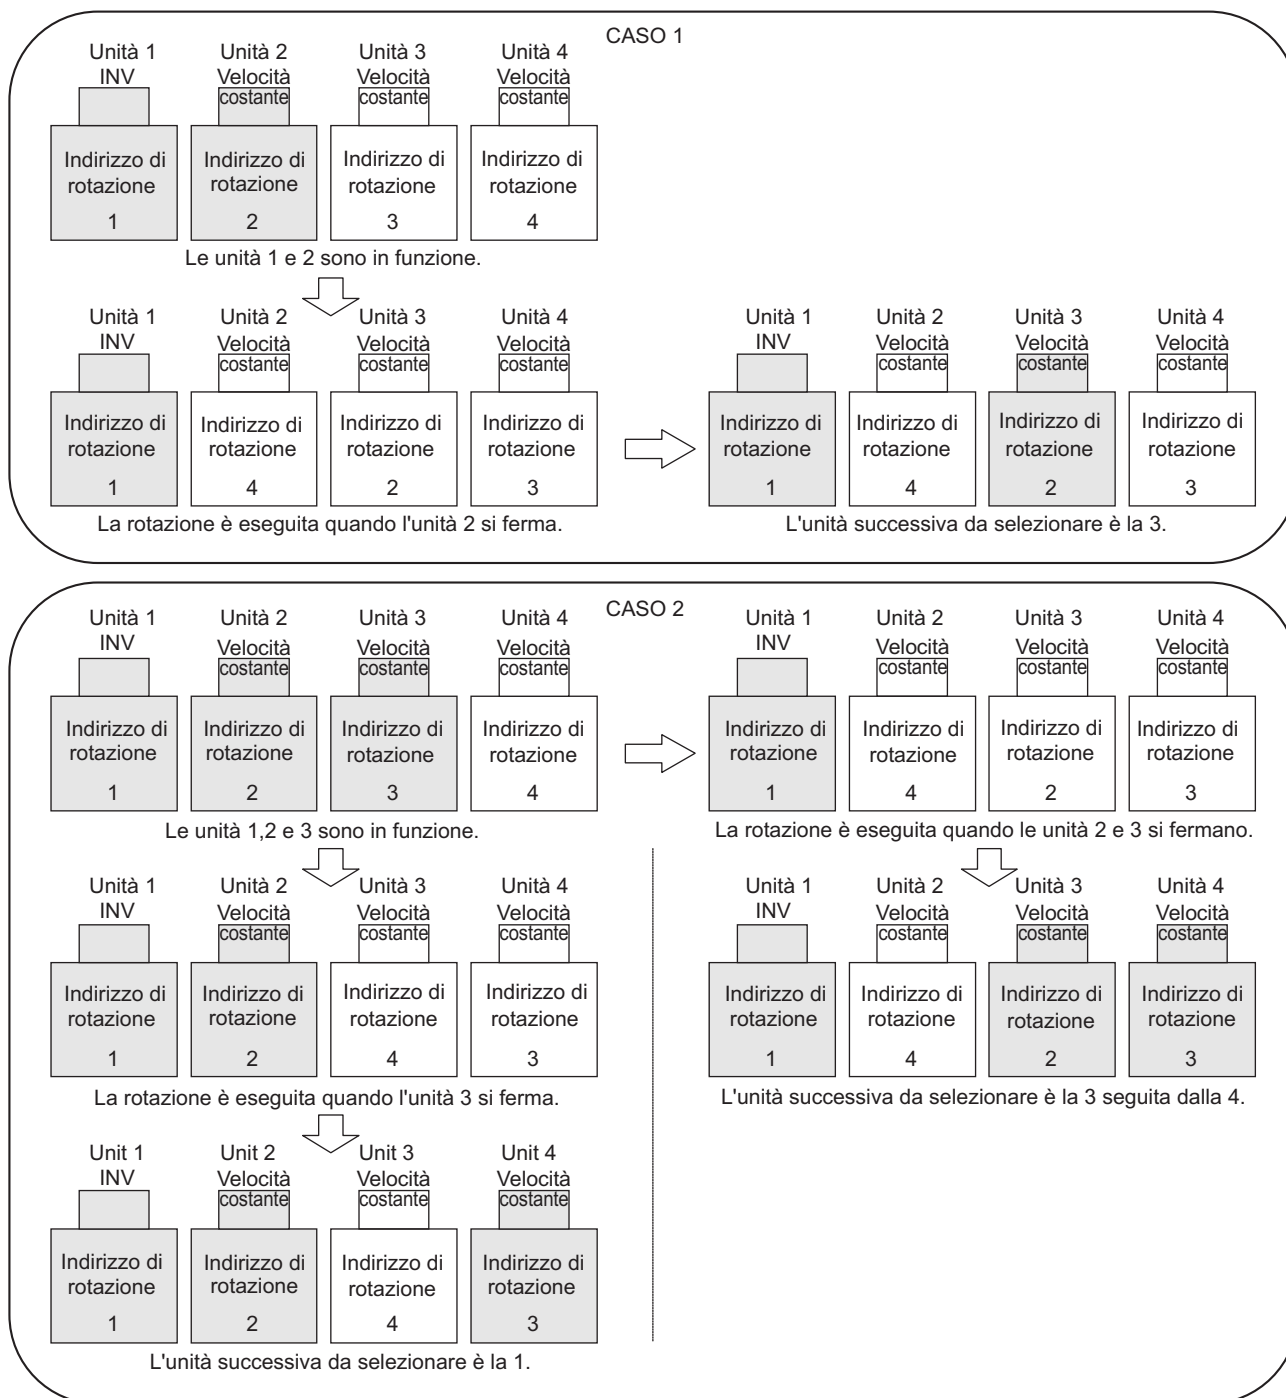 CASO 1
Unità 1 Unità 2 Unità 3 Unità 4
INV Velocità Velocità Velocità
costante costante costante
Indirizzo di Indirizzo di Indirizzo di Indirizzo di
rotazione rotazione rotazione rotazione
1 2 3 4
Le unità 1 e 2 sono in funzione.
Unità 1 Unità 2 Unità 3 Unità 4
INV Velocità Velocità Velocità
costante costante costante
Indirizzo di Indirizzo di Indirizzo di Indirizzo di
rotazione rotazione rotazione rotazione
1 4 2 3
La rotazione è eseguita quando l'unità 2 si ferma.
Unità 1 Unità 2 Unità 3 Unità 4
INV Velocità Velocità Velocità
costante costante costante
Indirizzo di Indirizzo di Indirizzo di Indirizzo di
rotazione rotazione rotazione rotazione
1 4 2 3
L'unità successiva da selezionare è la 3.
CASO 2
Unità 1 Unità 2 Unità 3 Unità 4
INV Velocità Velocità Velocità
costante costante costante
Indirizzo di Indirizzo di Indirizzo di Indirizzo di
rotazione rotazione rotazione rotazione
1 2 3 4
Le unità 1,2 e 3 sono in funzione.
Unità 1 Unità 2 Unità 3 Unità 4
INV Velocità Velocità Velocità
costante costante costante
Indirizzo di Indirizzo di Indirizzo di Indirizzo di
rotazione rotazione rotazione rotazione
1 4 2 3
La rotazione è eseguita quando le unità 2 e 3 si fermano.
Unità 1 Unità 2 Unità 3 Unità 4
INV Velocità Velocità Velocità
costante costante costante
Indirizzo di Indirizzo di Indirizzo di Indirizzo di
rotazione rotazione rotazione rotazione
1 2 4 3
La rotazione è eseguita quando l'unità 3 si ferma.
Unità 1 Unità 2 Unità 3 Unità 4
INV Velocità Velocità Velocità
costante costante costante
Indirizzo di Indirizzo di Indirizzo di Indirizzo di
rotazione rotazione rotazione rotazione
1 4 2 3
L'unità successiva da selezionare è la 3 seguita dalla 4.
Unit 1 Unit 2 Unit 3 Unit 4
INV Velocità Velocità Velocità
costante costante costante
Indirizzo di Indirizzo di Indirizzo di Indirizzo di
rotazione rotazione rotazione rotazione
1 2 4 3
L'unità successiva da selezionare è la 1.